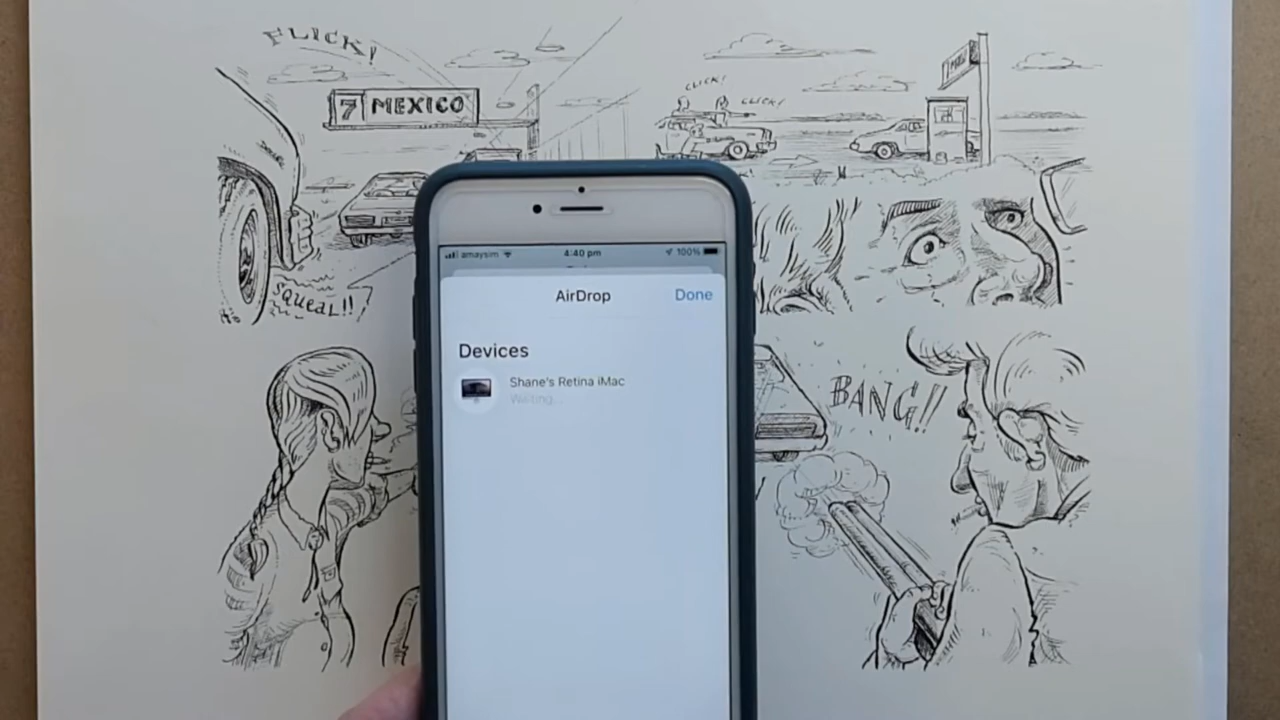 FLICK!
7 MEXICO
CLICK!
CLICK!
SQUEAL!!
BANG!!
amaysim 4:40 pm 100%
AirDrop Done
Devices
Shane's Retina iMac
Waiting...